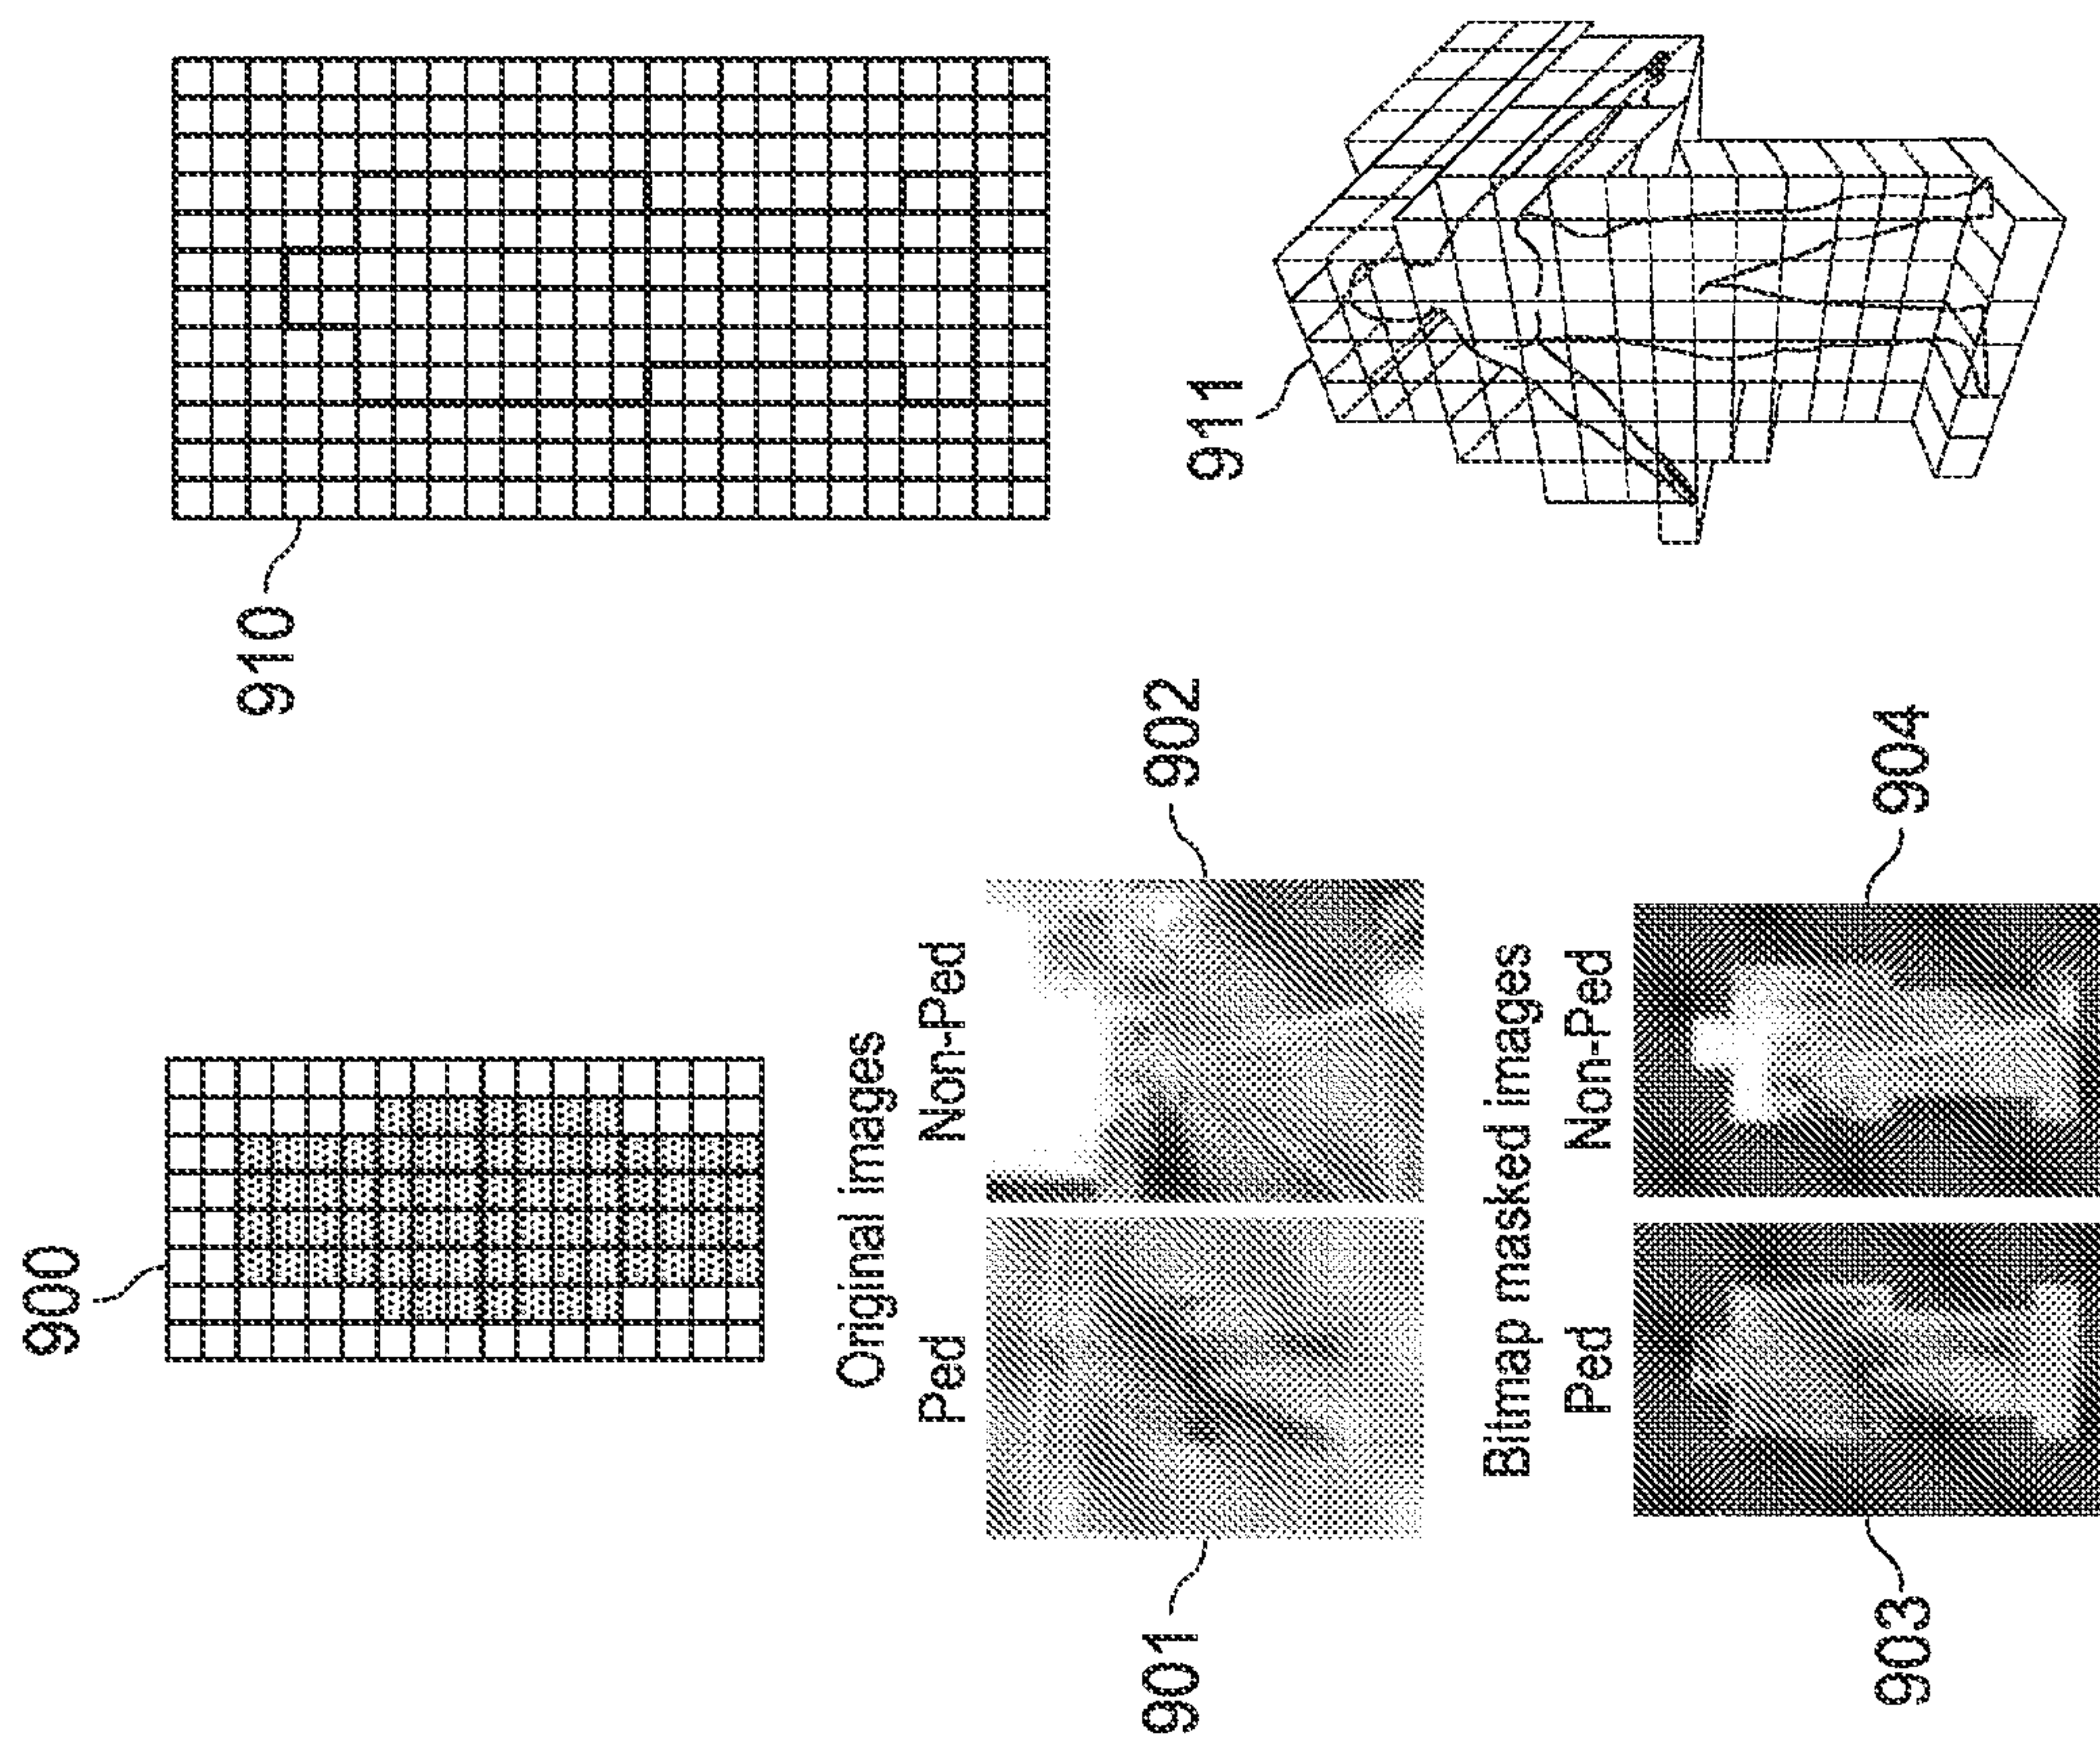 900
910
Original images
Ped Non-Ped
901
902
911
Bitmap masked images
Ped Non-Ped
903
904